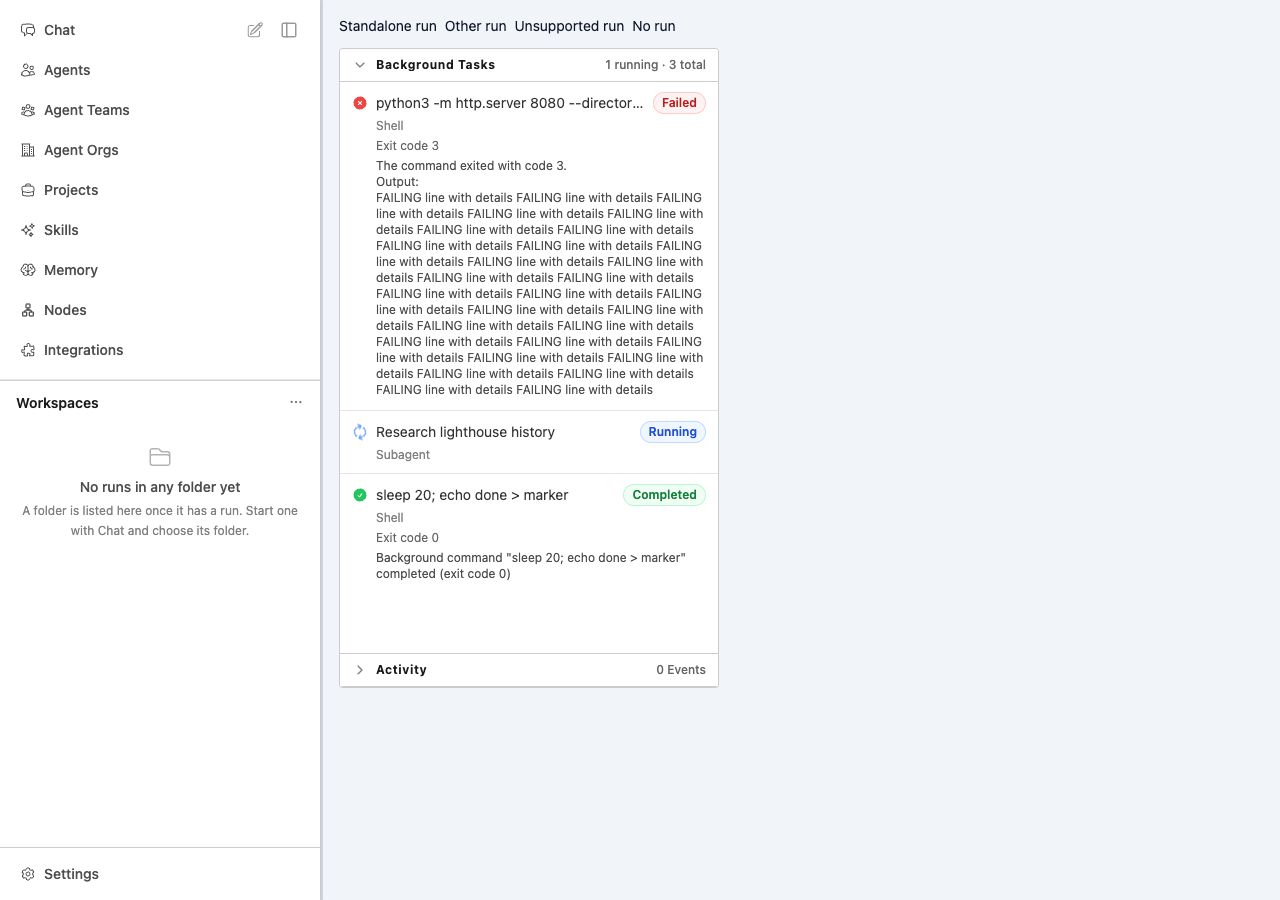 Chat
Agents
Agent Teams
Agent Orgs
Projects
Skills
Memory
Nodes
Integrations
Workspaces
No runs in any folder yet
A folder is listed here once it has a run. Start one
with Chat and choose its folder.
Settings
Standalone run Other run Unsupported run No run
Background Tasks 1 running · 3 total
python3 -m http.server 8080 --director... Failed
Shell
Exit code 3
The command exited with code 3.
Output:
FAILING line with details FAILING line with details FAILING
line with details FAILING line with details FAILING line with
details FAILING line with details FAILING line with details
FAILING line with details FAILING line with details FAILING
line with details FAILING line with details FAILING line with
details FAILING line with details FAILING line with details
FAILING line with details FAILING line with details FAILING
line with details FAILING line with details FAILING line with
details FAILING line with details FAILING line with details
FAILING line with details FAILING line with details FAILING
line with details FAILING line with details FAILING line with
details FAILING line with details FAILING line with details
FAILING line with details FAILING line with details
Research lighthouse history Running
Subagent
sleep 20; echo done > marker Completed
Shell
Exit code 0
Background command "sleep 20; echo done > marker"
completed (exit code 0)
Activity 0 Events